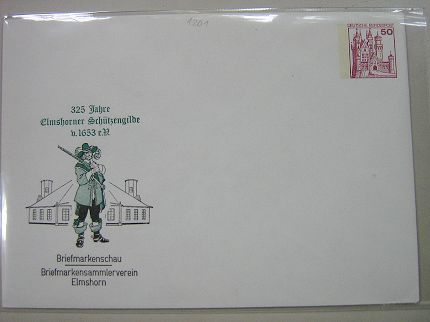 1201
DEUTSCHE BUNDESPOST
50
325 Jahre
Elmshorner Schützengilde
v. 1653 e.V.
Briefmarkenschau
Briefmarkensammlerverein
Elmshorn